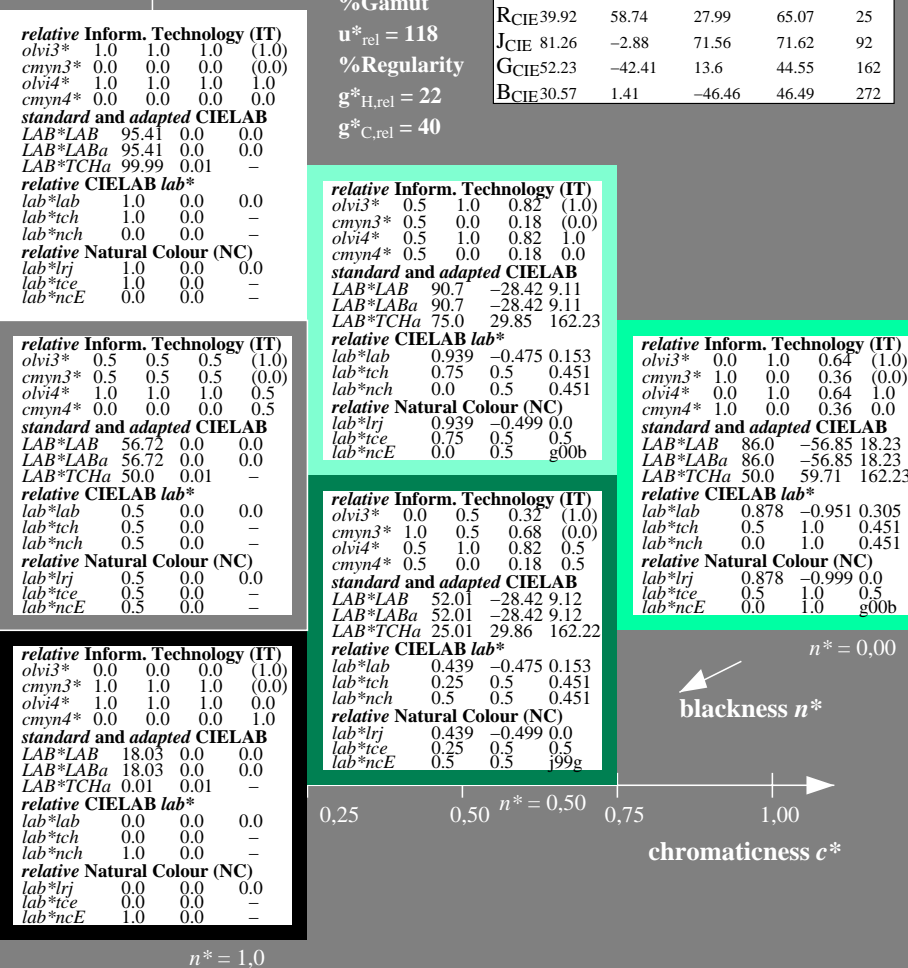 %Gamut
u*rel = 118
%Regularity
g*H,rel = 22
g*C,rel = 40
RCIE 39.92 58.74 27.99 65.07 25
JCIE 81.26 −2.88 71.56 71.62 92
GCIE 52.23 −42.41 13.6 44.55 162
BCIE 30.57 1.41 −46.46 46.49 272
relative Inform. Technology (IT)
olvi3* 1.0 1.0 1.0 (1.0)
cmyn3* 0.0 0.0 0.0 (0.0)
olvi4* 1.0 1.0 1.0 1.0
cmyn4* 0.0 0.0 0.0 0.0
standard and adapted CIELAB
LAB*LAB 95.41 0.0 0.0
LAB*LABa 95.41 0.0 0.0
LAB*TCHa 99.99 0.01 –
relative CIELAB lab*
lab*lab 1.0 0.0 0.0
lab*tch 1.0 0.0 –
lab*nch 0.0 0.0 –
relative Natural Colour (NC)
lab*lrj 1.0 0.0 0.0
lab*tce 1.0 0.0 –
lab*ncE 0.0 0.0 –
relative Inform. Technology (IT)
olvi3* 0.5 1.0 0.82 (1.0)
cmyn3* 0.5 0.0 0.18 (0.0)
olvi4* 0.5 1.0 0.82 1.0
cmyn4* 0.5 0.0 0.18 0.0
standard and adapted CIELAB
LAB*LAB 90.7 −28.42 9.11
LAB*LABa 90.7 −28.42 9.11
LAB*TCHa 75.0 29.85 162.23
relative CIELAB lab*
lab*lab 0.939 −0.475 0.153
lab*tch 0.75 0.5 0.451
lab*nch 0.0 0.5 0.451
relative Natural Colour (NC)
lab*lrj 0.939 −0.499 0.0
lab*tce 0.75 0.5 0.5
lab*ncE 0.0 0.5 g00b
relative Inform. Technology (IT)
olvi3* 0.5 0.5 0.5 (1.0)
cmyn3* 0.5 0.5 0.5 (0.0)
olvi4* 1.0 1.0 1.0 0.5
cmyn4* 0.0 0.0 0.0 0.5
standard and adapted CIELAB
LAB*LAB 56.72 0.0 0.0
LAB*LABa 56.72 0.0 0.0
LAB*TCHa 50.0 0.01 –
relative CIELAB lab*
lab*lab 0.5 0.0 0.0
lab*tch 0.5 0.0 –
lab*nch 0.5 0.0 –
relative Natural Colour (NC)
lab*lrj 0.5 0.0 0.0
lab*tce 0.5 0.0 –
lab*ncE 0.5 0.0 –
relative Inform. Technology (IT)
olvi3* 0.0 1.0 0.64 (1.0)
cmyn3* 1.0 0.0 0.36 (0.0)
olvi4* 0.0 1.0 0.64 1.0
cmyn4* 1.0 0.0 0.36 0.0
standard and adapted CIELAB
LAB*LAB 86.0 −56.85 18.23
LAB*LABa 86.0 −56.85 18.23
LAB*TCHa 50.0 59.71 162.23
relative CIELAB lab*
lab*lab 0.878 −0.951 0.305
lab*tch 0.5 1.0 0.451
lab*nch 0.0 1.0 0.451
relative Natural Colour (NC)
lab*lrj 0.878 −0.999 0.0
lab*tce 0.5 1.0 0.5
lab*ncE 0.0 1.0 g00b
relative Inform. Technology (IT)
olvi3* 0.0 0.5 0.32 (1.0)
cmyn3* 1.0 0.5 0.68 (0.0)
olvi4* 0.5 1.0 0.82 0.5
cmyn4* 0.5 0.0 0.18 0.5
standard and adapted CIELAB
LAB*LAB 52.01 −28.42 9.12
LAB*LABa 52.01 −28.42 9.12
LAB*TCHa 25.01 29.86 162.22
relative CIELAB lab*
lab*lab 0.439 −0.475 0.153
lab*tch 0.25 0.5 0.451
lab*nch 0.5 0.5 0.451
relative Natural Colour (NC)
lab*lrj 0.439 −0.499 0.0
lab*tce 0.25 0.5 0.5
lab*ncE 0.5 0.5 j99g
relative Inform. Technology (IT)
olvi3* 0.0 0.0 0.0 (1.0)
cmyn3* 1.0 1.0 1.0 (0.0)
olvi4* 1.0 1.0 1.0 0.0
cmyn4* 0.0 0.0 0.0 1.0
standard and adapted CIELAB
LAB*LAB 18.03 0.0 0.0
LAB*LABa 18.03 0.0 0.0
LAB*TCHa 0.01 0.01 –
relative CIELAB lab*
lab*lab 0.0 0.0 0.0
lab*tch 0.0 0.0 –
lab*nch 1.0 0.0 –
relative Natural Colour (NC)
lab*lrj 0.0 0.0 0.0
lab*tce 0.0 0.0 –
lab*ncE 1.0 0.0 –
n* = 0,00
blackness n*
0,25 0,50 n* = 0,50 0,75 1,00
chromaticness c*
n* = 1,0